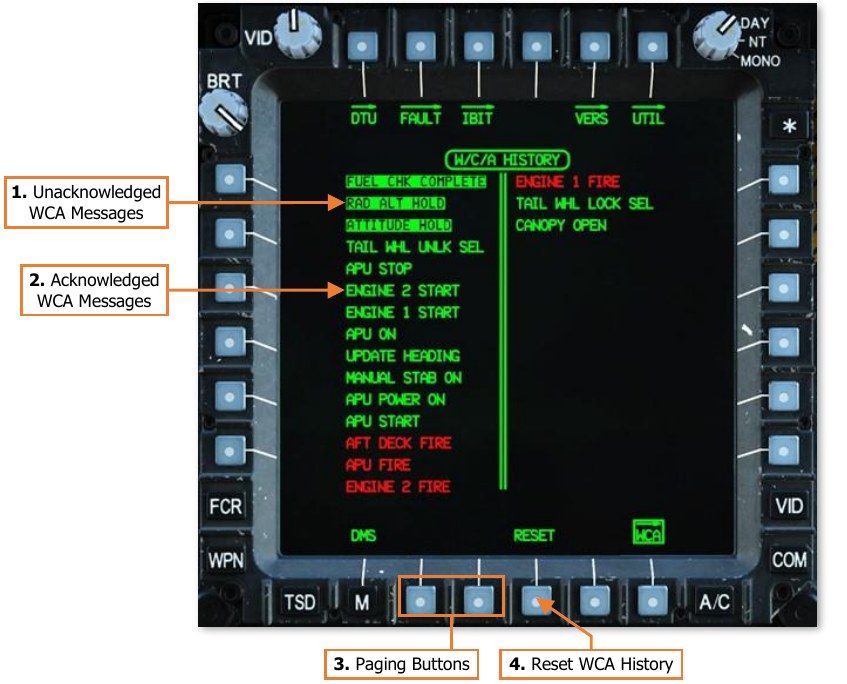 VID
DAY
NT
MONO
BRT
DTU FAULT IBIT VERS UTIL
*
W/C/A HISTORY
FUEL CHK COMPLETE
RAD ALT HOLD
ATTITUDE HOLD
TAIL WHL UNLK SEL
APU STOP
ENGINE 2 START
ENGINE 1 START
APU ON
UPDATE HEADING
MANUAL STAB ON
APU POWER ON
APU START
AFT DECK FIRE
APU FIRE
ENGINE 2 FIRE
ENGINE 1 FIRE
TAIL WHL LOCK SEL
CANOPY OPEN
1. Unacknowledged
WCA Messages
2. Acknowledged
WCA Messages
FCR
VID
DMS RESET WCA
WPN
COM
TSD
M
A/C
3. Paging Buttons
4. Reset WCA History